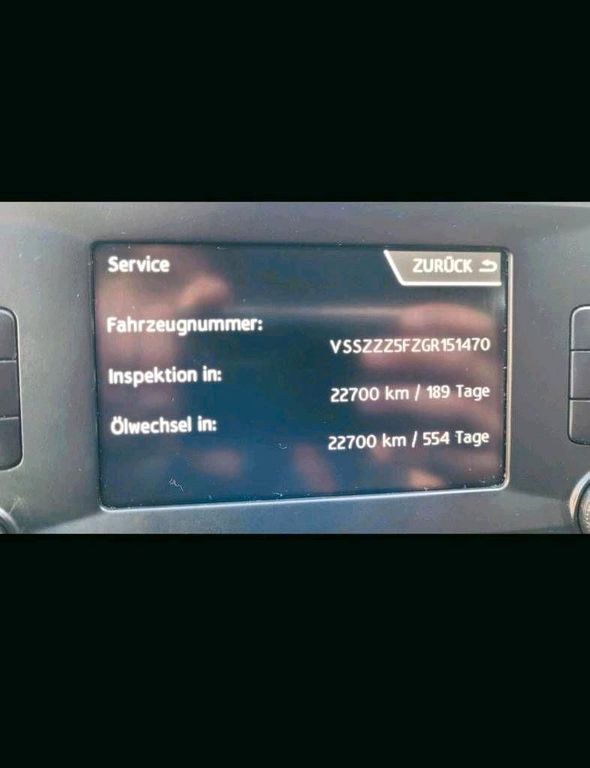 Service
ZURÜCK
Fahrzeugnummer:
VSSZZZ5FZGR151470
Inspektion in:
22700 km / 189 Tage
Ölwechsel in:
22700 km / 554 Tage